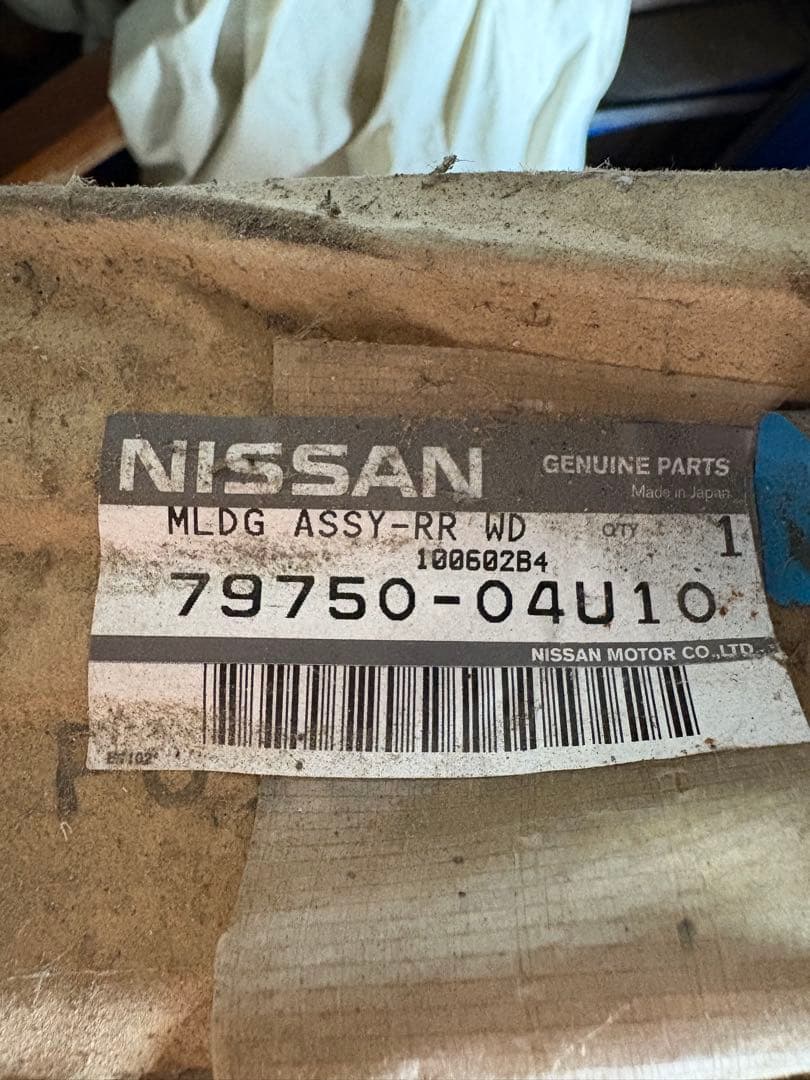 NISSAN
GENUINE PARTS
Made in Japan
MLDG ASSY-RR WD QTY 1
100602B4
79750-04U10
NISSAN MOTOR CO.,LTD.